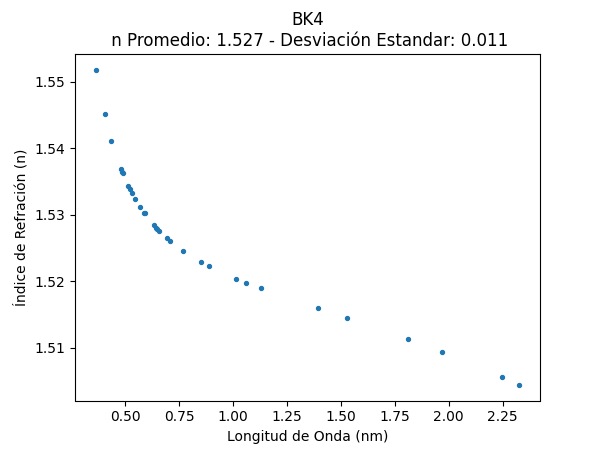 BK4
n Promedio: 1.527 - Desviación Estandar: 0.011
Índice de Refración (n)
1.55
1.54
1.53
1.52
1.51
0.50 0.75 1.00 1.25 1.50 1.75 2.00 2.25
Longitud de Onda (nm)